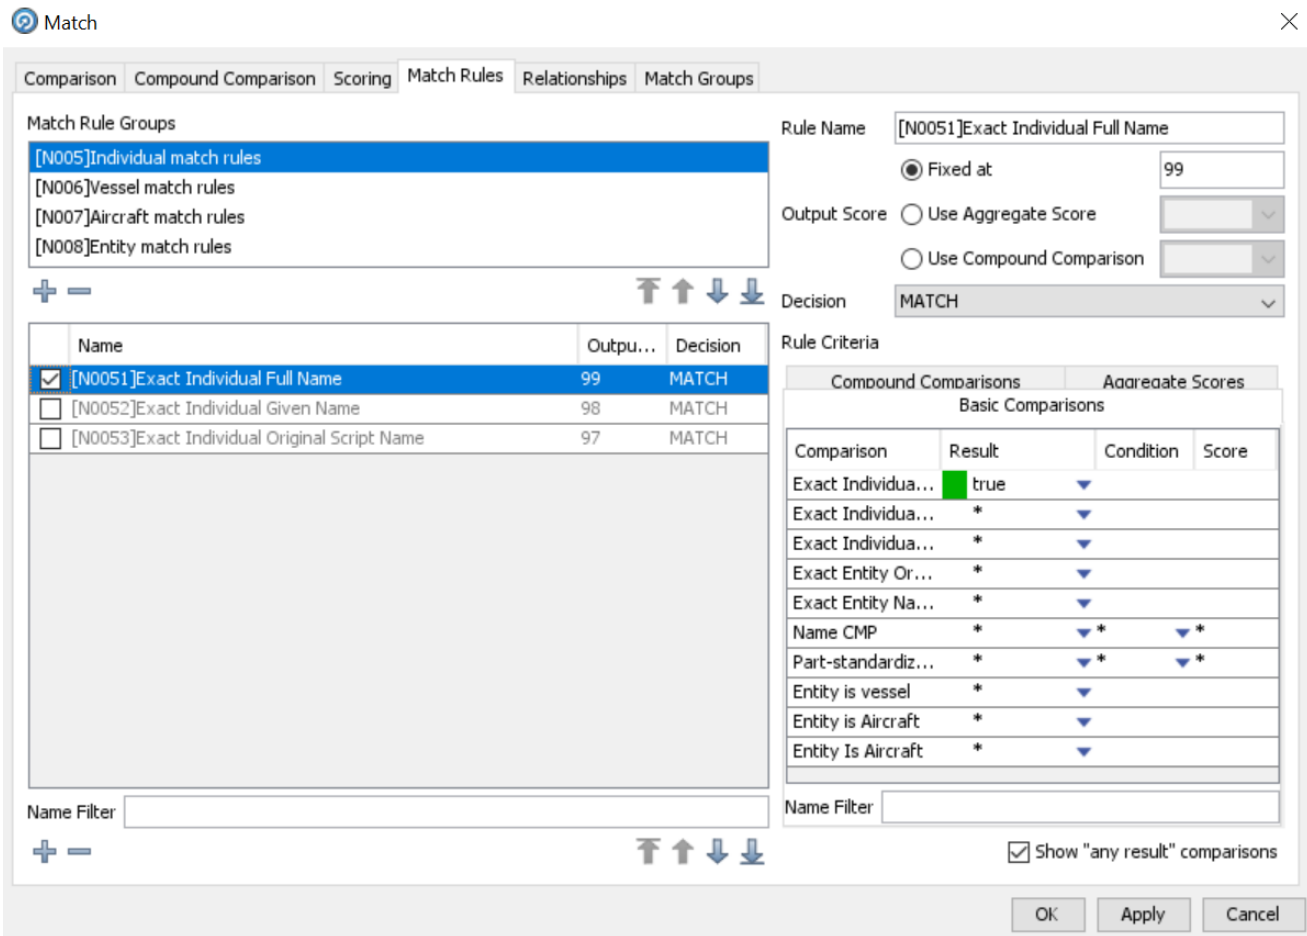 Match
Comparison Compound Comparison Scoring Match Rules Relationships Match Groups
Match Rule Groups
[N005]Individual match rules
[N006]Vessel match rules
[N007]Aircraft match rules
[N008]Entity match rules
Name Outpu... Decision
[N0051]Exact Individual Full Name 99 MATCH
[N0052]Exact Individual Given Name 98 MATCH
[N0053]Exact Individual Original Script Name 97 MATCH
Name Filter
Rule Name [N0051]Exact Individual Full Name
Fixed at 99
Output Score Use Aggregate Score
Use Compound Comparison
Decision MATCH
Rule Criteria
Compound Comparisons Aggregate Scores
Basic Comparisons
Comparison Result Condition Score
Exact Individua... true
Exact Individua... *
Exact Individua... *
Exact Entity Or... *
Exact Entity Na... *
Name CMP * * *
Part-standardiz... * * *
Entity is vessel *
Entity is Aircraft *
Entity Is Aircraft *
Name Filter
Show "any result" comparisons
OK Apply Cancel